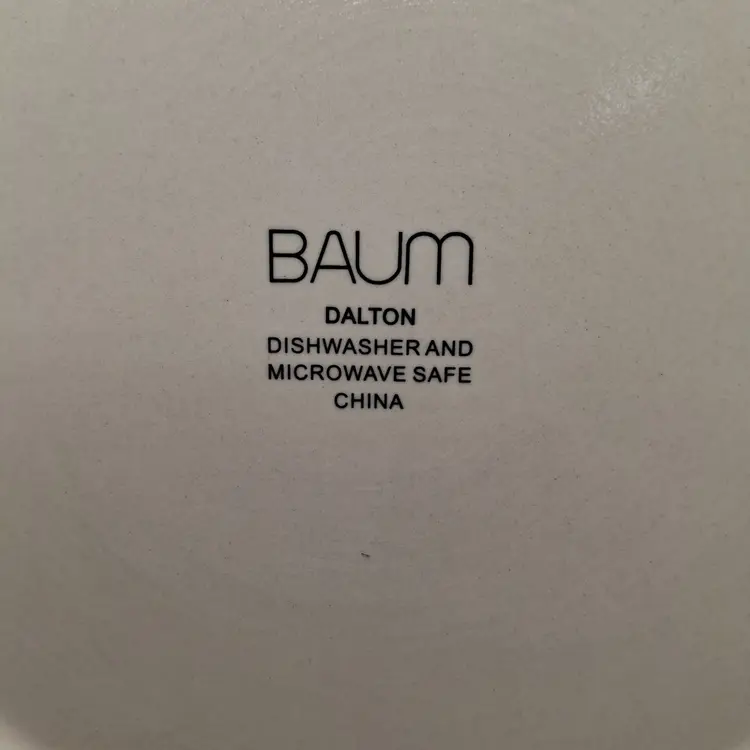 BAUM
DALTON
DISHWASHER AND
MICROWAVE SAFE
CHINA